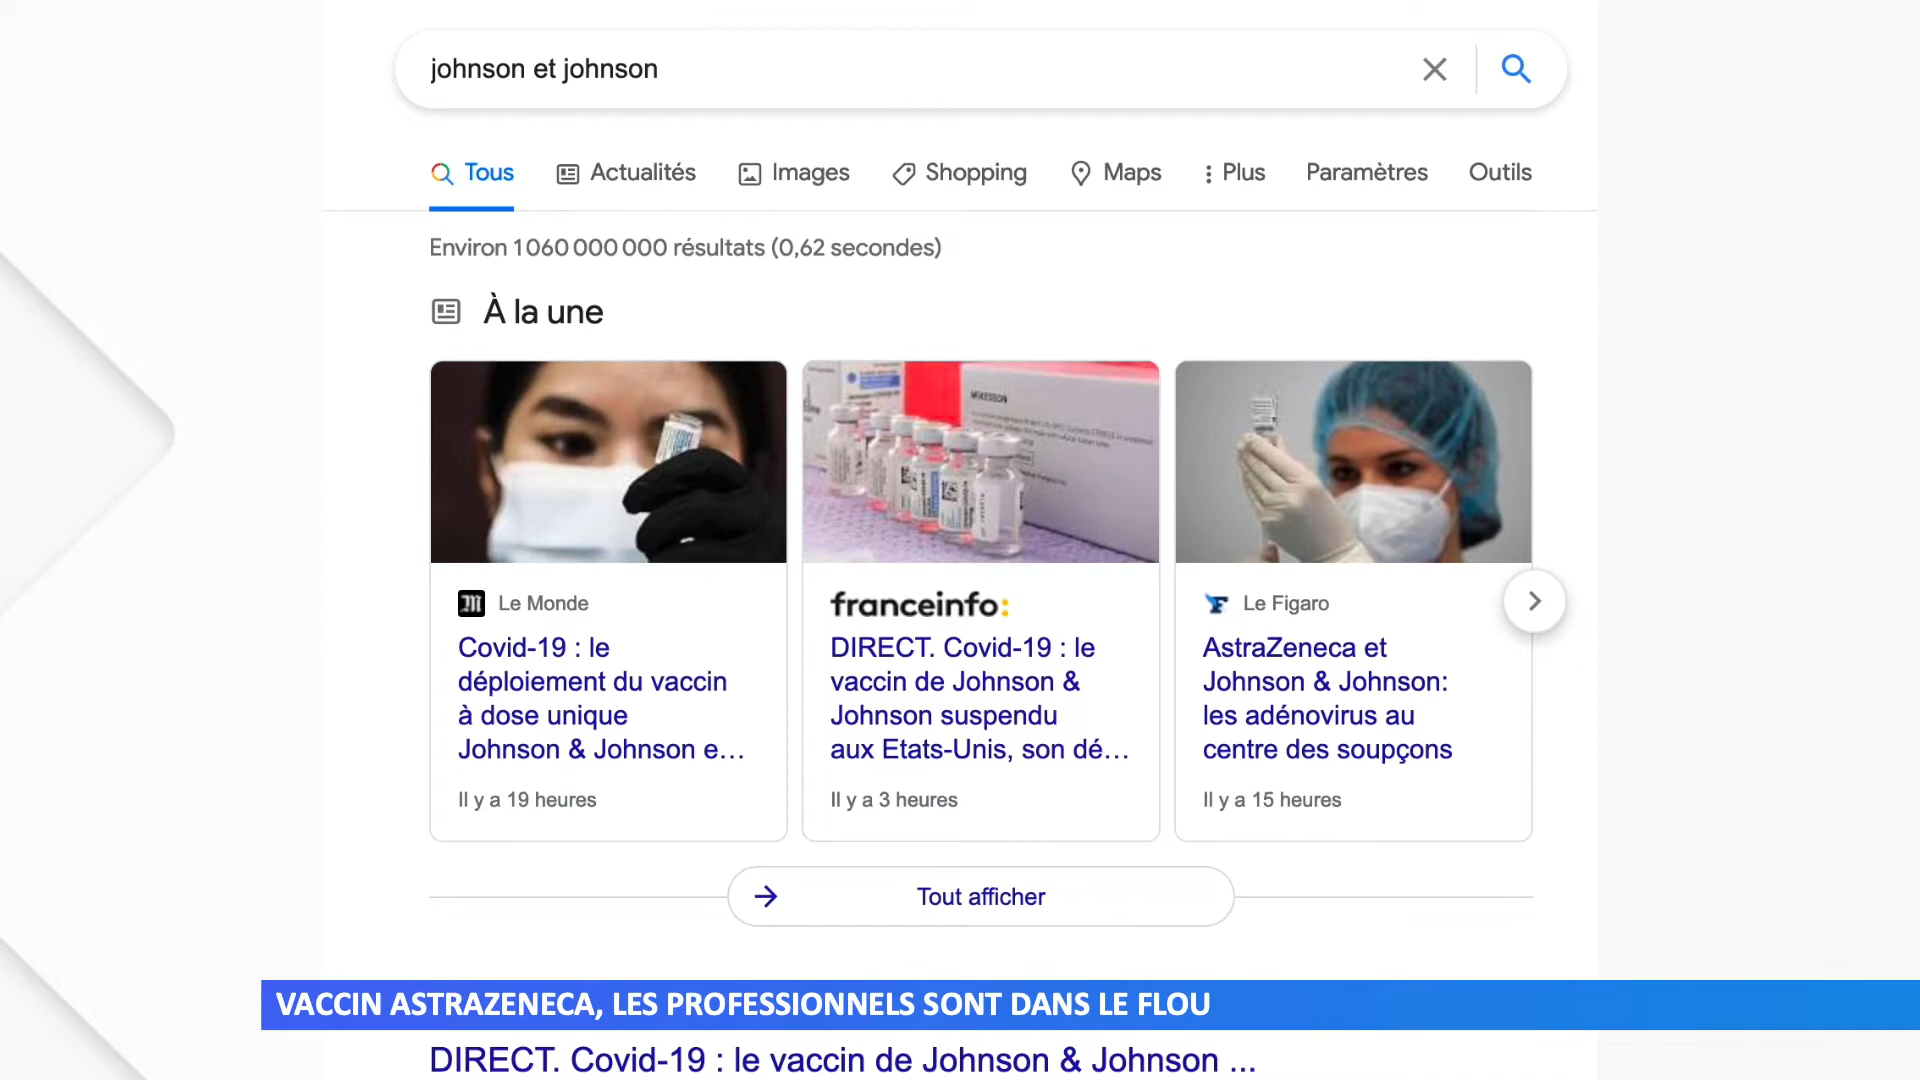 johnson et johnson
Tous Actualités Images Shopping Maps Plus Paramètres Outils
Environ 1 060 000 000 résultats (0,62 secondes)
À la une
MCKESSON
Le Monde
Covid-19 : le
déploiement du vaccin
à dose unique
Johnson & Johnson e...
Il y a 19 heures
franceinfo:
DIRECT. Covid-19 : le
vaccin de Johnson &
Johnson suspendu
aux Etats-Unis, son dé...
Il y a 3 heures
Le Figaro
AstraZeneca et
Johnson & Johnson:
les adénovirus au
centre des soupçons
Il y a 15 heures
Tout afficher
VACCIN ASTRAZENECA, LES PROFESSIONNELS SONT DANS LE FLOU
DIRECT. Covid-19 : le vaccin de Johnson & Johnson ...